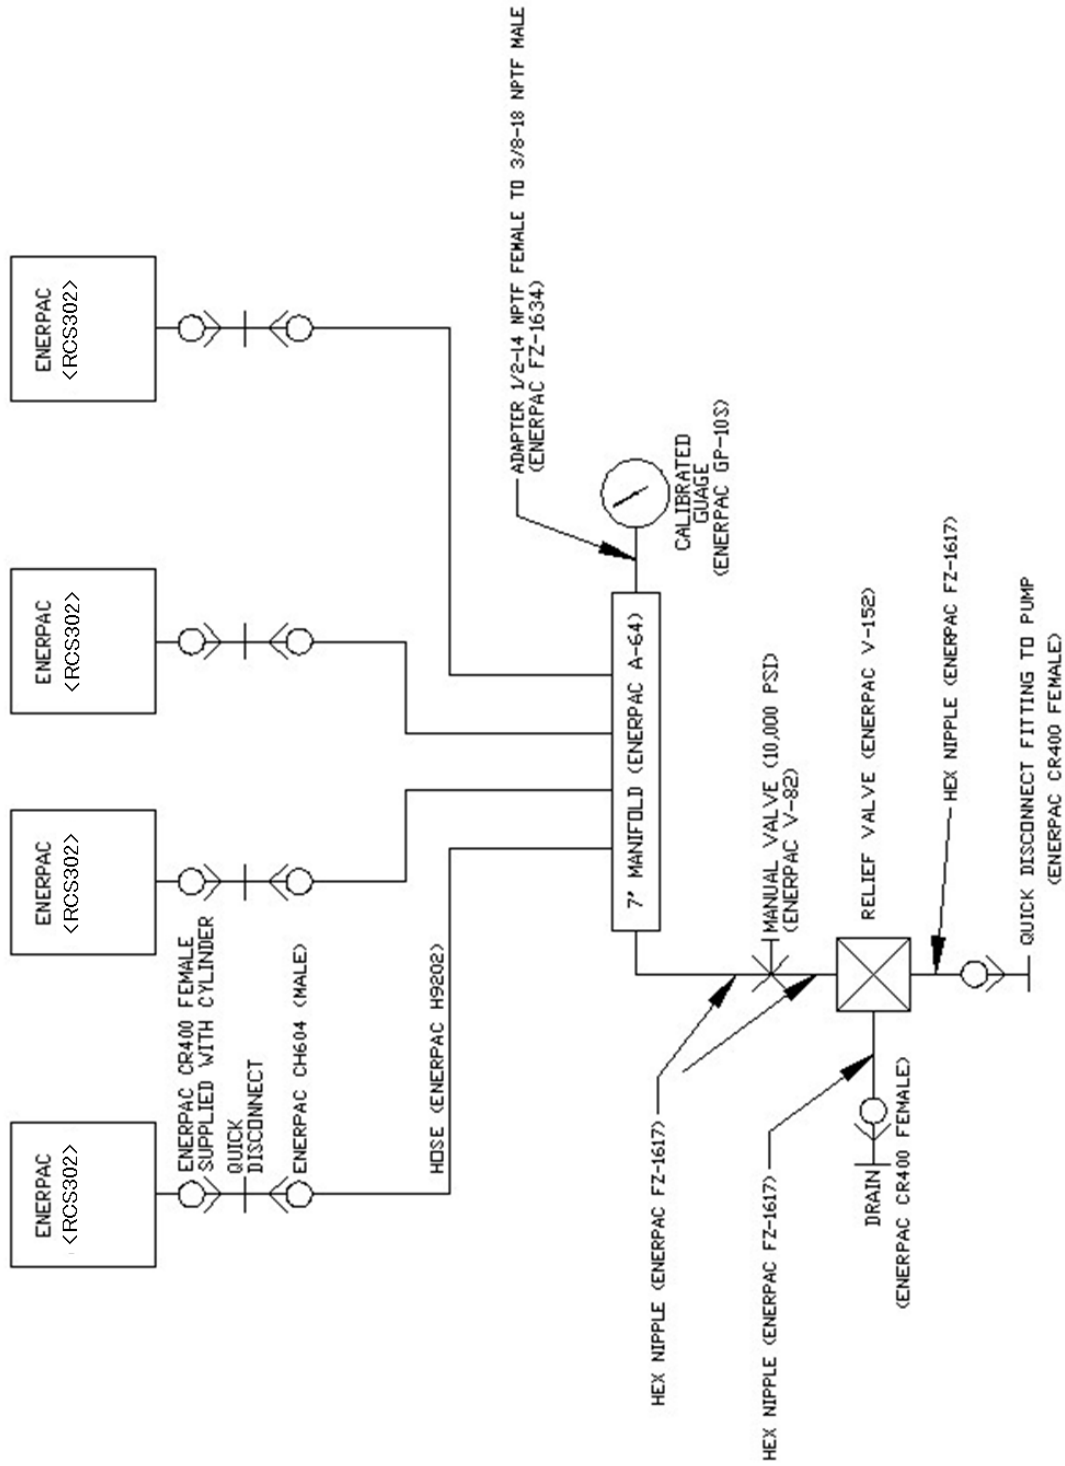 ENERPAC
<RCS302>
ENERPAC
<RCS302>
ENERPAC
<RCS302>
ENERPAC
<RCS302>
ENERPAC CR400 FEMALE
SUPPLIED WITH CYLINDER
QUICK
DISCONNECT
ENERPAC CH604 (MALE)
HOSE (ENERPAC H9202)
ADAPTER 1/2-14 NPTF FEMALE TO 3/8-18 NPTF MALE
(ENERPAC FZ-1634)
7' MANIFOLD (ENERPAC A-64)
CALIBRATED
GUAGE
(ENERPAC GP-10S)
HEX NIPPLE (ENERPAC FZ-1617)
MANUAL VALVE (10,000 PSI)
(ENERPAC V-82)
HEX NIPPLE (ENERPAC FZ-1617)
RELIEF VALVE (ENERPAC V-152)
DRAIN
(ENERPAC CR400 FEMALE)
HEX NIPPLE (ENERPAC FZ-1617)
QUICK DISCONNECT FITTING TO PUMP
(ENERPAC CR400 FEMALE)